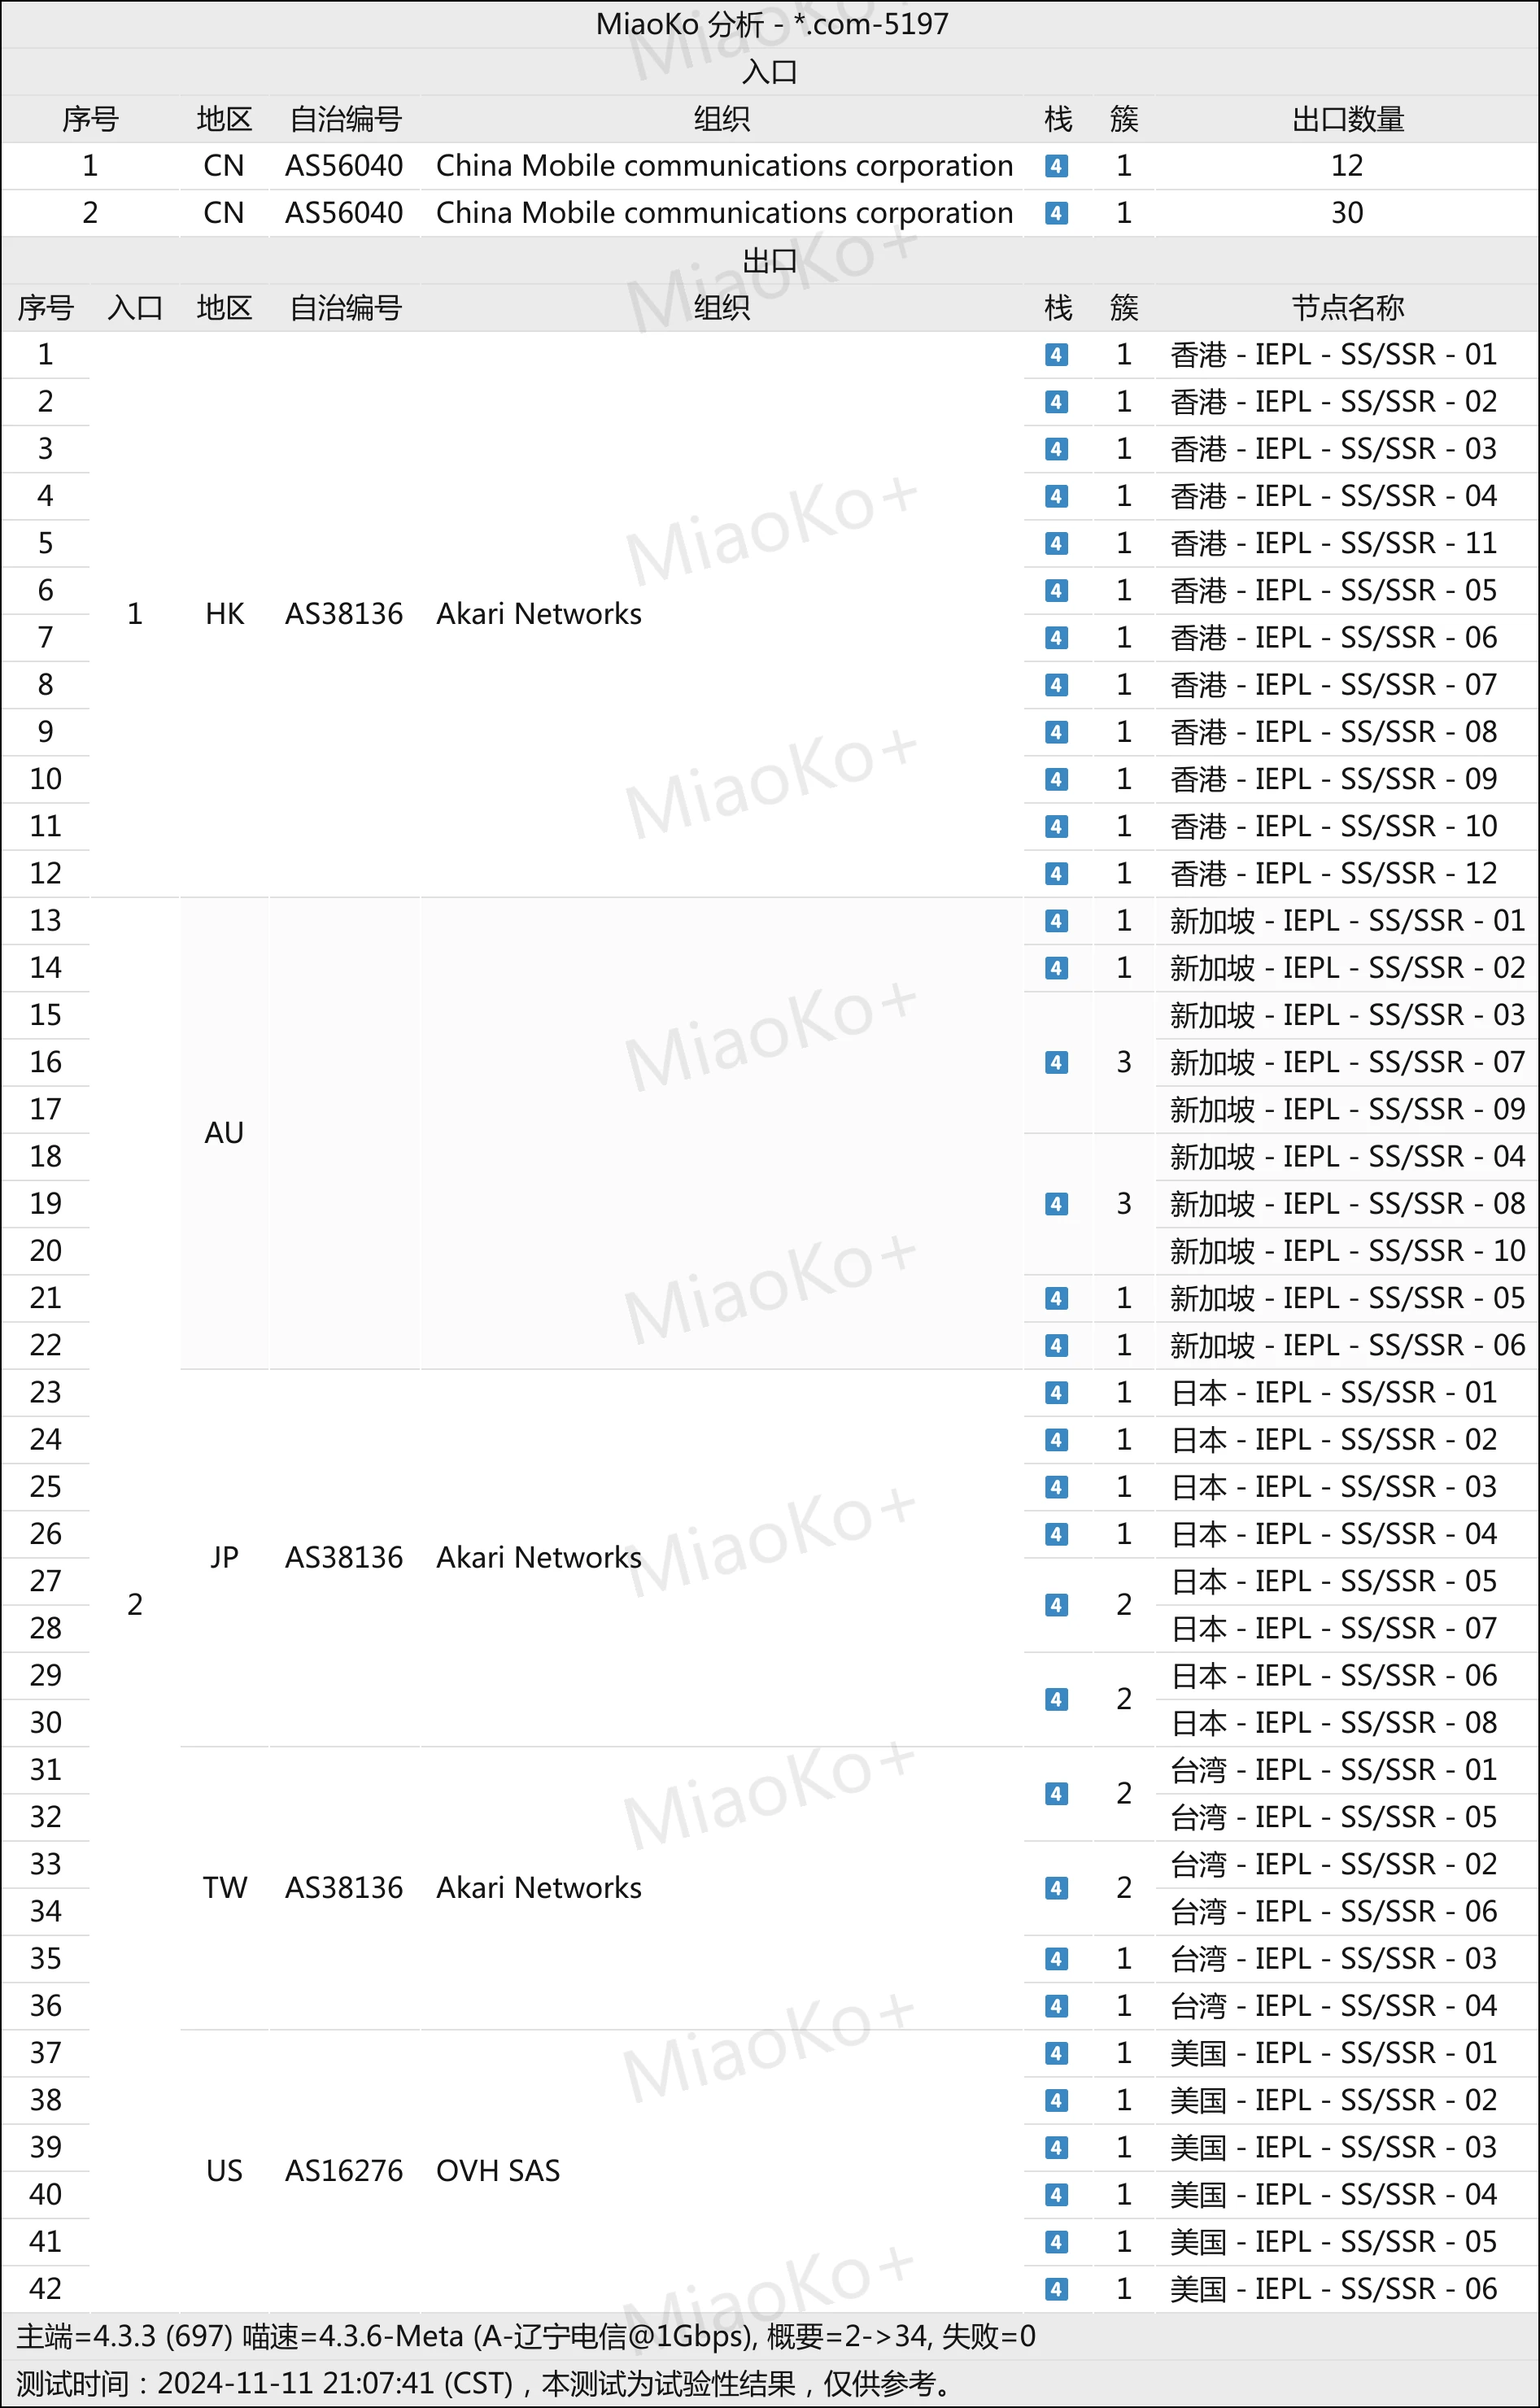 MiaoKo 分析 - *.com-5197
入口
序号 地区 自治编号 组织 栈 簇 出口数量
1 CN AS56040 China Mobile communications corporation 4 1 12
2 CN AS56040 China Mobile communications corporation 4 1 30
出口
序号 入口 地区 自治编号 组织 栈 簇 节点名称
1 4 1 香港 - IEPL - SS/SSR - 01
2 4 1 香港 - IEPL - SS/SSR - 02
3 4 1 香港 - IEPL - SS/SSR - 03
4 4 1 香港 - IEPL - SS/SSR - 04
5 4 1 香港 - IEPL - SS/SSR - 11
6 4 1 香港 - IEPL - SS/SSR - 05
1 HK AS38136 Akari Networks
7 4 1 香港 - IEPL - SS/SSR - 06
8 4 1 香港 - IEPL - SS/SSR - 07
9 4 1 香港 - IEPL - SS/SSR - 08
10 4 1 香港 - IEPL - SS/SSR - 09
11 4 1 香港 - IEPL - SS/SSR - 10
12 4 1 香港 - IEPL - SS/SSR - 12
13 4 1 新加坡 - IEPL - SS/SSR - 01
14 4 1 新加坡 - IEPL - SS/SSR - 02
15 新加坡 - IEPL - SS/SSR - 03
16 4 3 新加坡 - IEPL - SS/SSR - 07
17 新加坡 - IEPL - SS/SSR - 09
AU
18 新加坡 - IEPL - SS/SSR - 04
19 4 3 新加坡 - IEPL - SS/SSR - 08
20 新加坡 - IEPL - SS/SSR - 10
21 4 1 新加坡 - IEPL - SS/SSR - 05
22 4 1 新加坡 - IEPL - SS/SSR - 06
23 4 1 日本 - IEPL - SS/SSR - 01
24 4 1 日本 - IEPL - SS/SSR - 02
25 4 1 日本 - IEPL - SS/SSR - 03
26 4 1 日本 - IEPL - SS/SSR - 04
JP AS38136 Akari Networks
27 日本 - IEPL - SS/SSR - 05
2 4 2
28 日本 - IEPL - SS/SSR - 07
29 日本 - IEPL - SS/SSR - 06
4 2
30 日本 - IEPL - SS/SSR - 08
31 台湾 - IEPL - SS/SSR - 01
4 2
32 台湾 - IEPL - SS/SSR - 05
33 台湾 - IEPL - SS/SSR - 02
TW AS38136 Akari Networks 4 2
34 台湾 - IEPL - SS/SSR - 06
35 4 1 台湾 - IEPL - SS/SSR - 03
36 4 1 台湾 - IEPL - SS/SSR - 04
37 4 1 美国 - IEPL - SS/SSR - 01
38 4 1 美国 - IEPL - SS/SSR - 02
39 4 1 美国 - IEPL - SS/SSR - 03
US AS16276 OVH SAS
40 4 1 美国 - IEPL - SS/SSR - 04
41 4 1 美国 - IEPL - SS/SSR - 05
42 4 1 美国 - IEPL - SS/SSR - 06
主端=4.3.3 (697) 喵速=4.3.6-Meta (A-辽宁电信@1Gbps), 概要=2->34, 失败=0
测试时间：2024-11-11 21:07:41 (CST)，本测试为试验性结果，仅供参考。
MiaoKo+
MiaoKo+
MiaoKo+
MiaoKo+
MiaoKo+
MiaoKo+
MiaoKo+
MiaoKo+
MiaoKo+
MiaoKo+